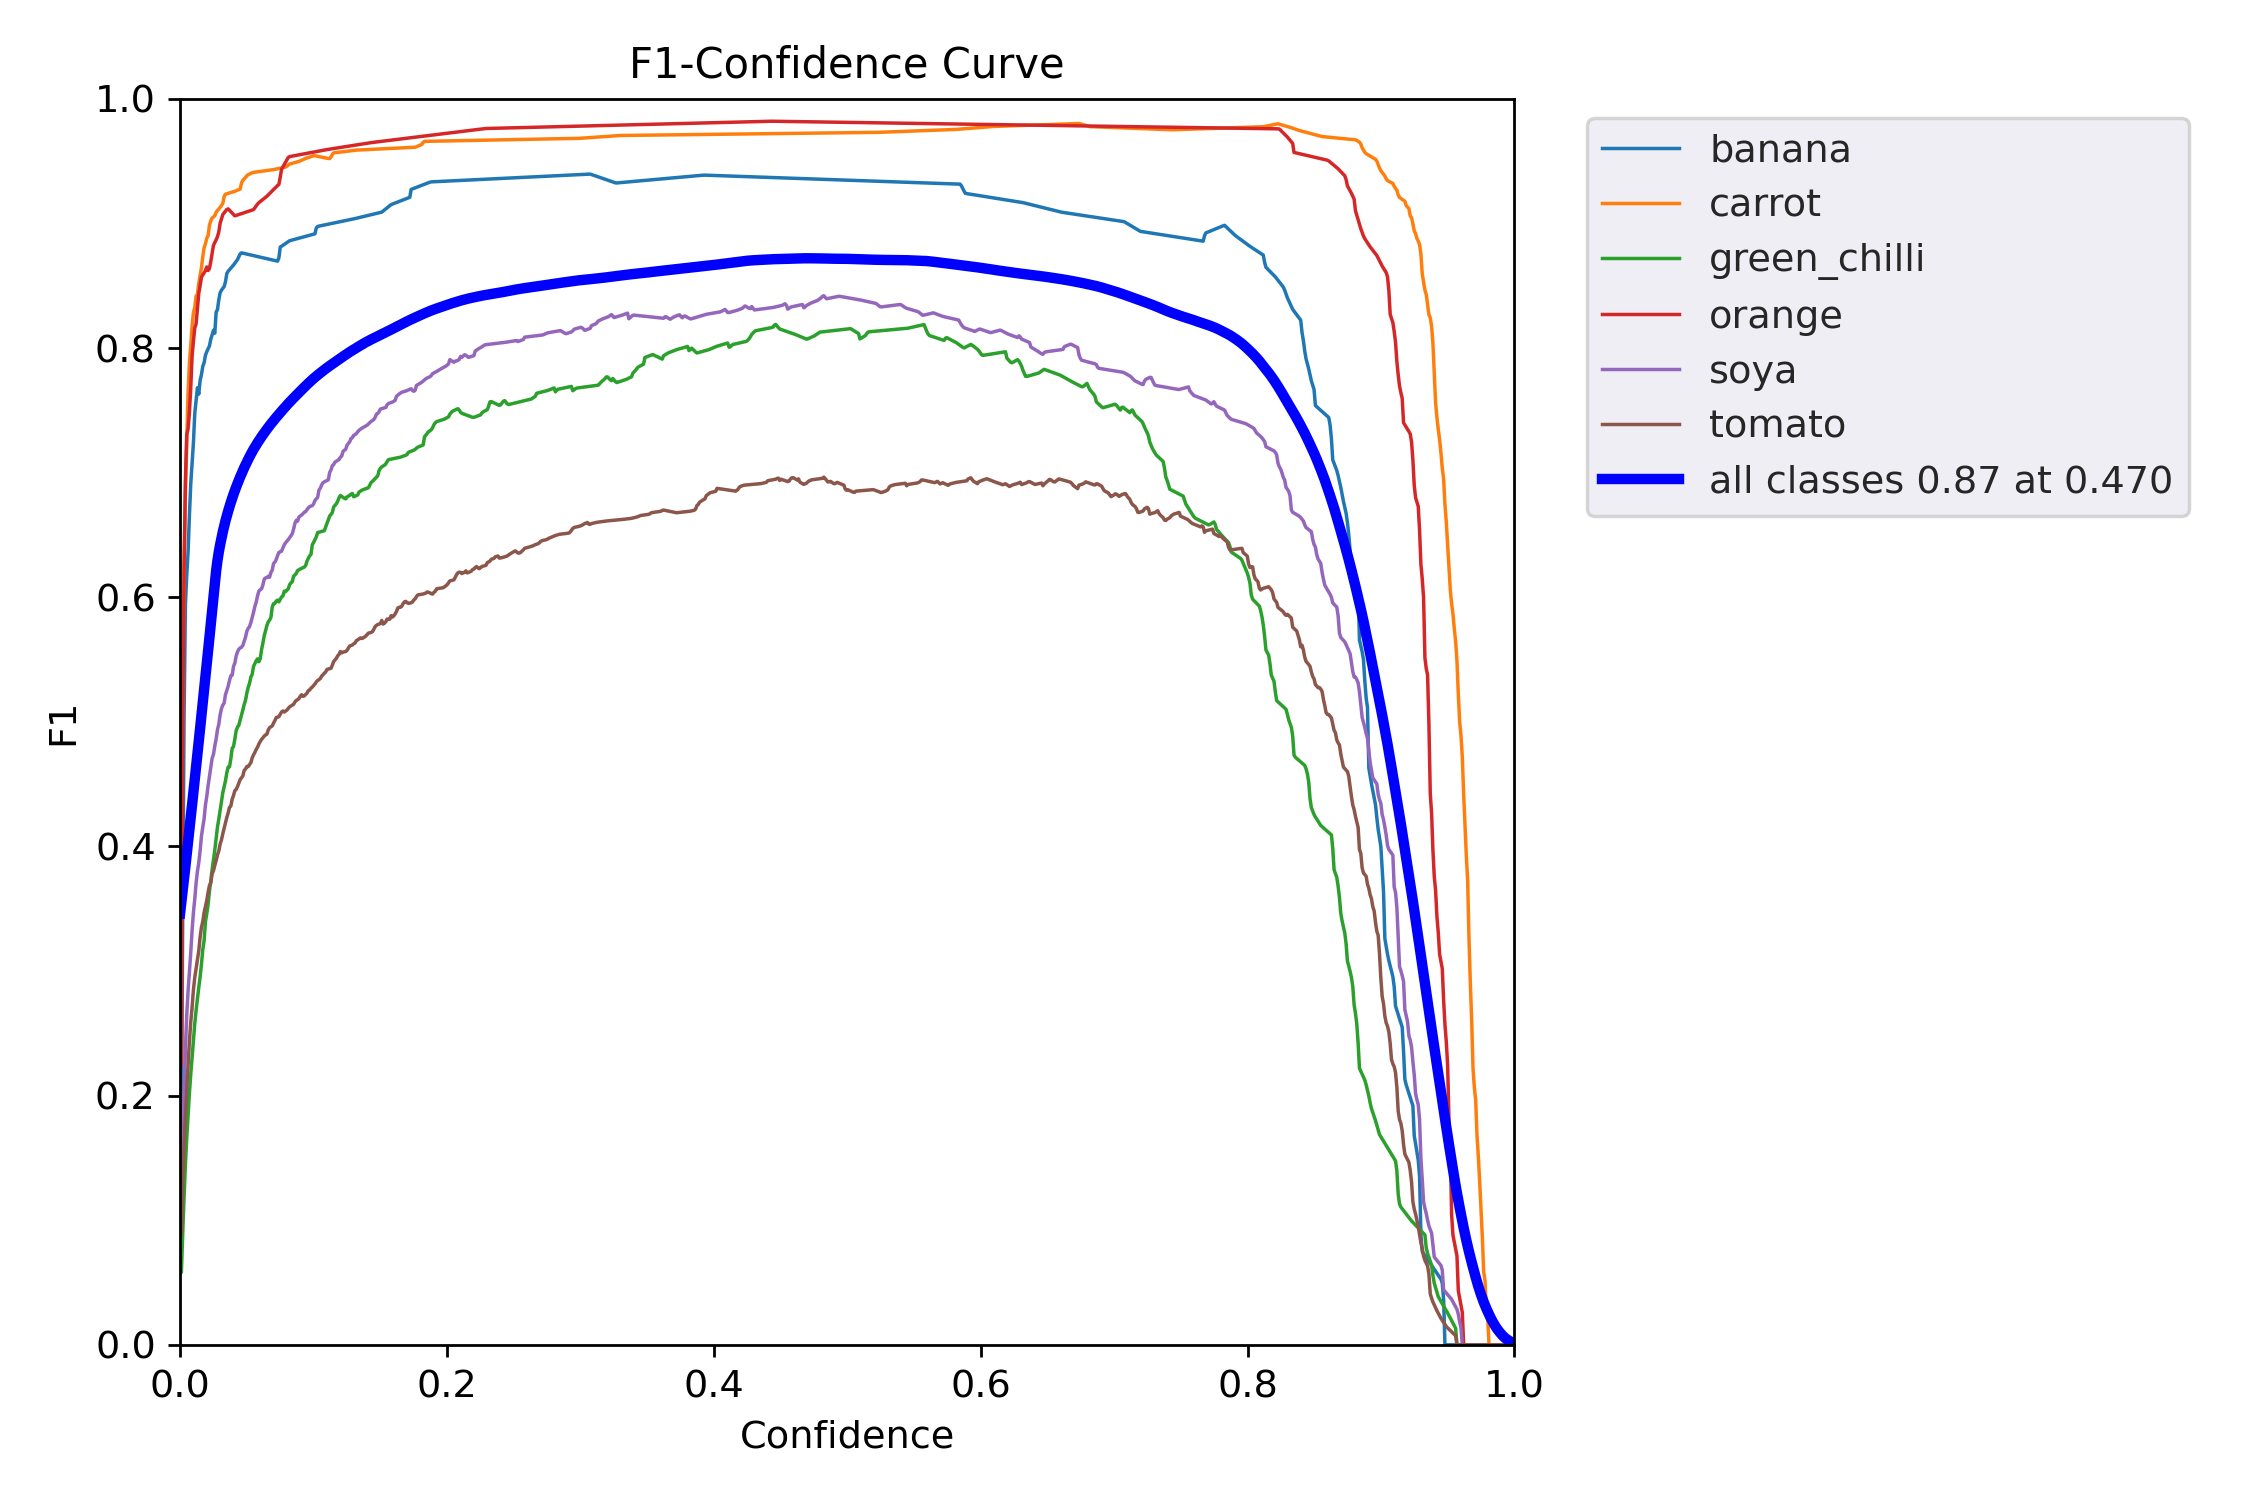 F1-Confidence Curve
1.0
0.8
0.6
0.4
0.2
0.0
F1
0.0 0.2 0.4 0.6 0.8 1.0
Confidence
banana
carrot
green_chilli
orange
soya
tomato
all classes 0.87 at 0.470